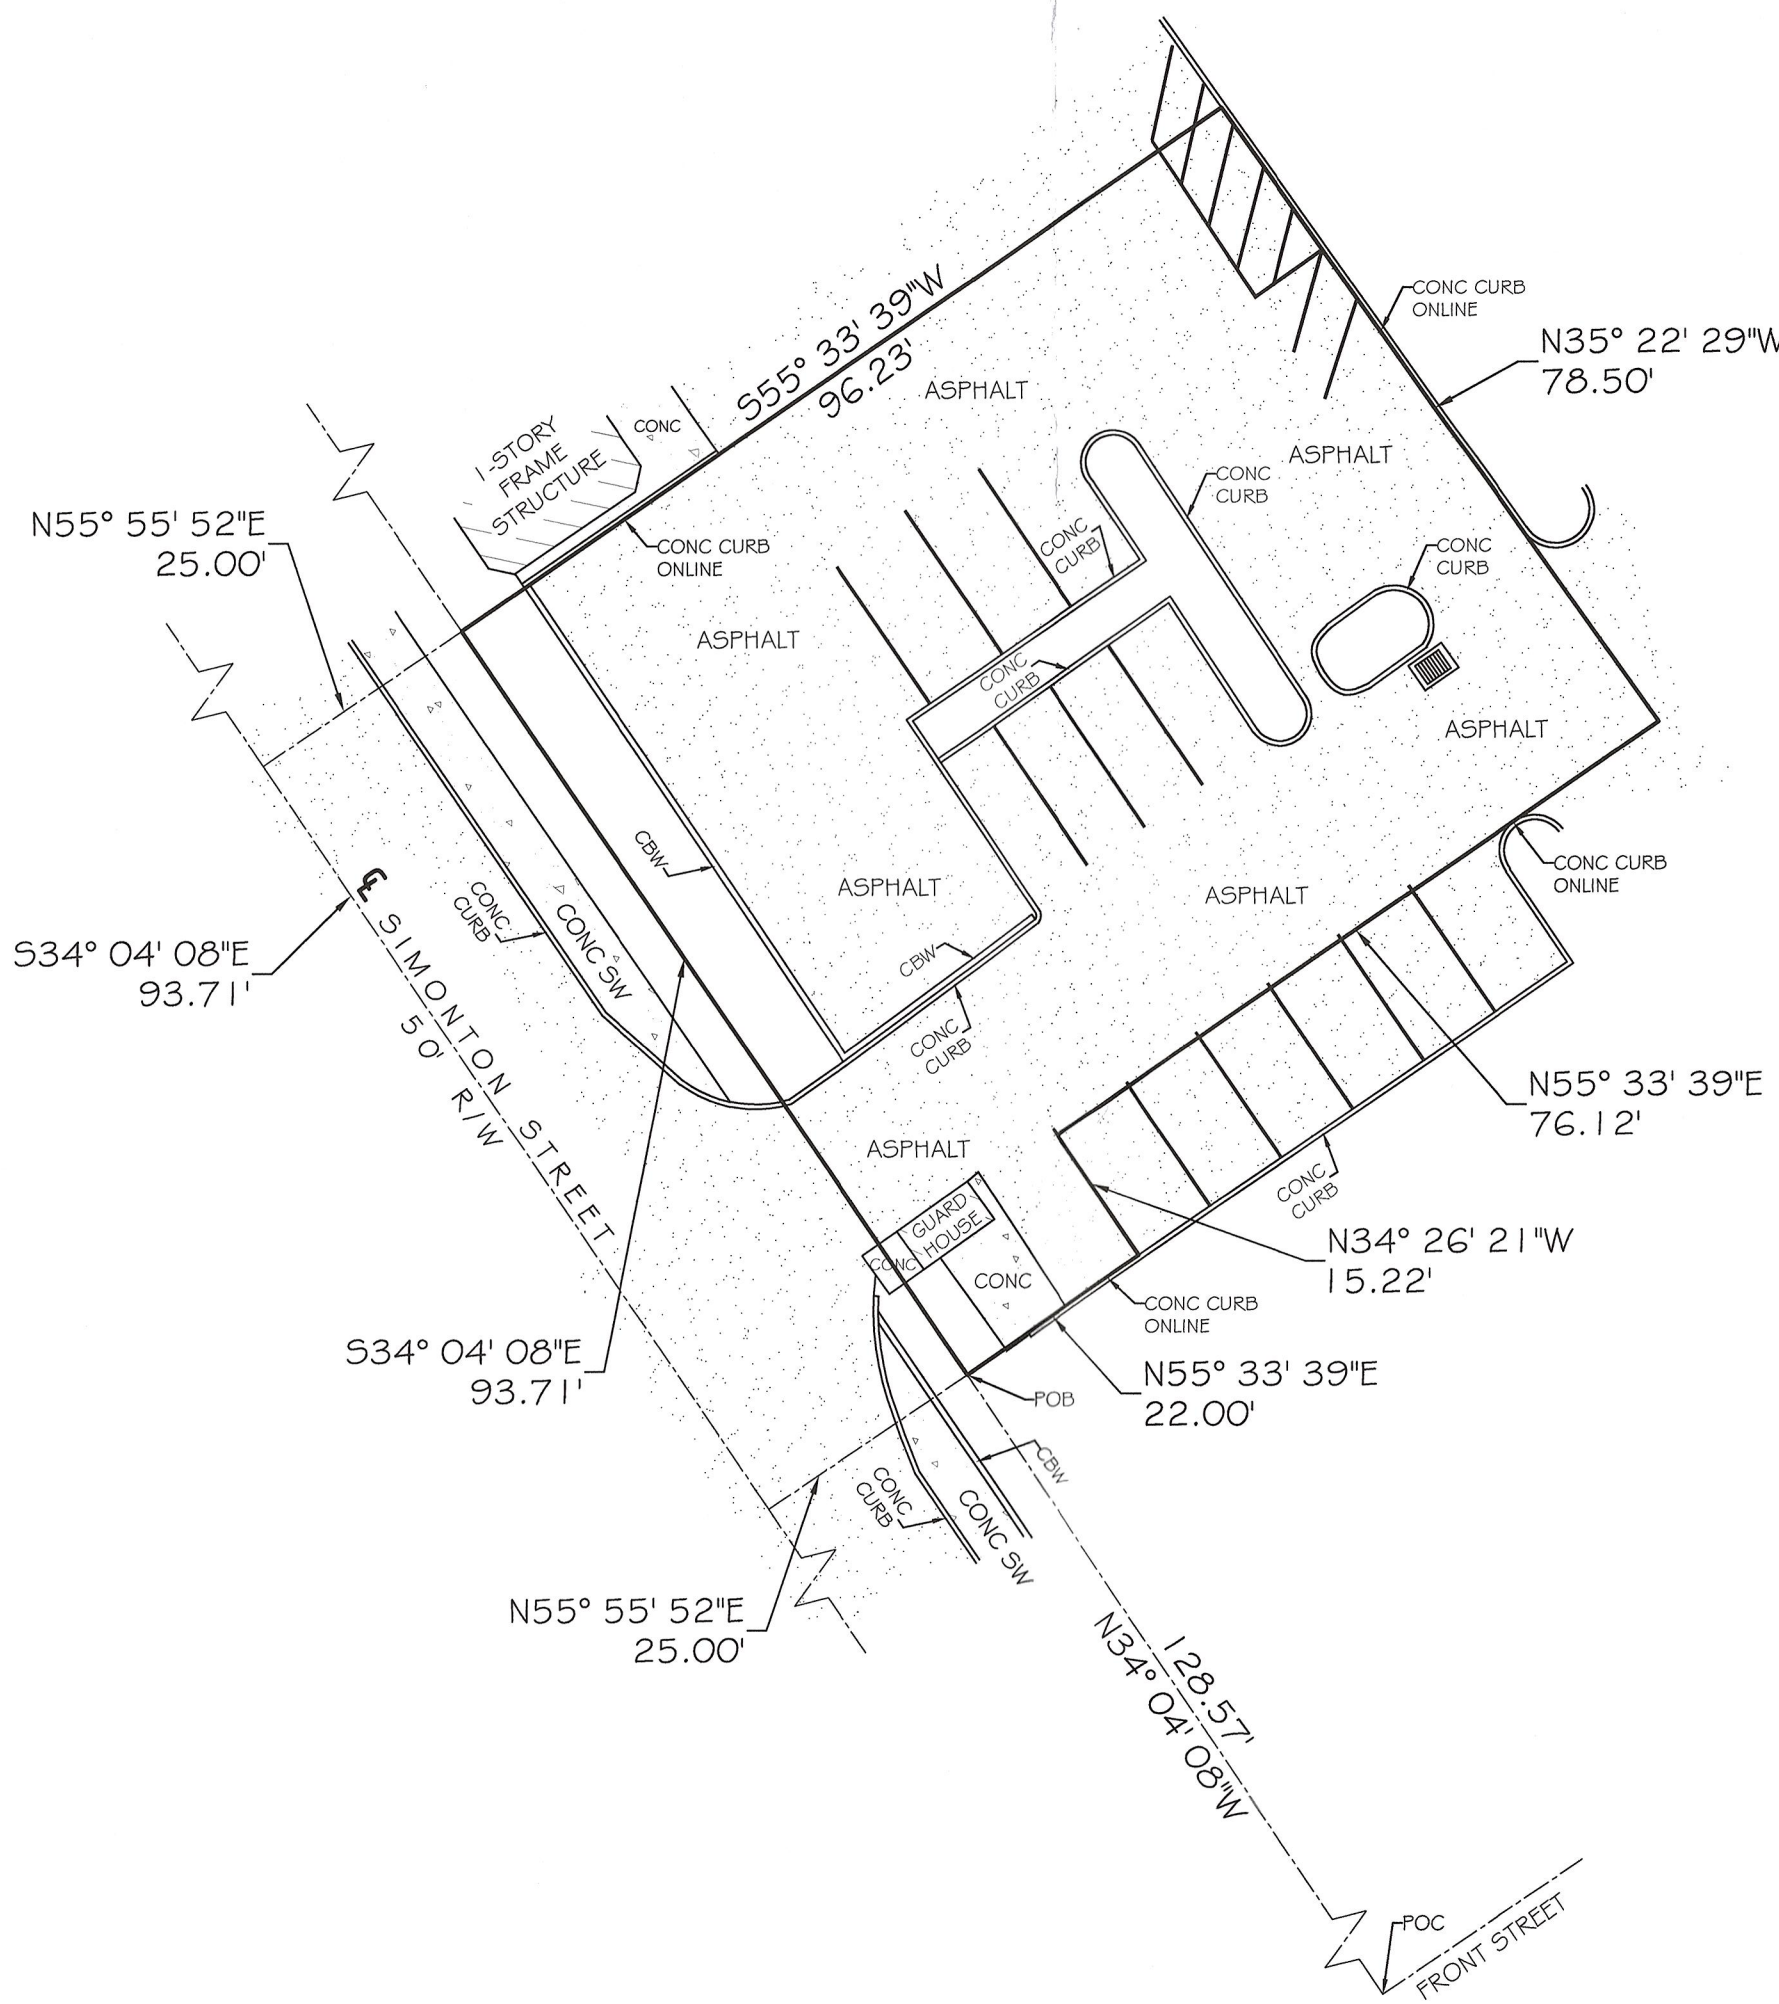 CONC CURB
ONLINE
N35° 22' 29"W
78.50'
S55° 33' 39"W
96.23'
ASPHALT
CONC
1-STORY
FRAME
STRUCTURE
ASPHALT
CONC
CURB
N55° 55' 52"E
25.00'
CONC CURB
ONLINE
CONC
CURB
CONC
CURB
ASPHALT
CONC
CURB
ASPHALT
CBW
CONC CURB
ONLINE
ASPHALT
ASPHALT
CL SIMONTON STREET
50' R/W
CONC
CURB
CONC SW
S34° 04' 08"E
93.71'
CBW
CONC
CURB
N55° 33' 39"E
76.12'
ASPHALT
CONC
CURB
GUARD
HOUSE
CONC
CONC
N34° 26' 21"W
15.22'
CONC CURB
ONLINE
S34° 04' 08"E
93.71'
N55° 33' 39"E
22.00'
POB
CBW
CONC
CURB
CONC SW
N55° 55' 52"E
25.00'
128.57'
N34° 04' 08"W
POC
FRONT STREET